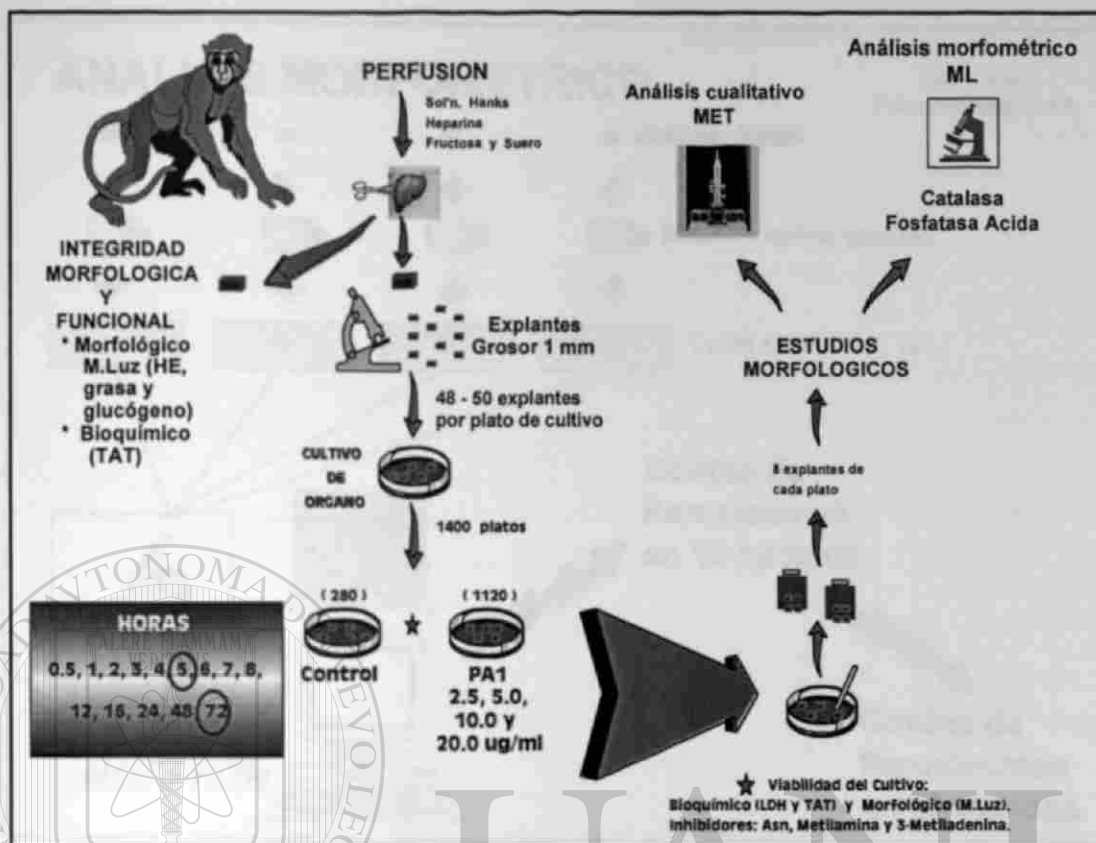 PERFUSION
Sol'n. Hanks
Heparina
Fructosa y Suero
INTEGRIDAD
MORFOLOGICA
Y
FUNCIONAL
* Morfológico
M.Luz (HE,
grasa y
glucógeno)
* Bioquímico
(TAT)
Explantes
Grosor 1 mm
48 - 50 explantes
por plato de cultivo
CULTIVO
DE
ORGANO
1400 platos
HORAS
0.5, 1, 2, 3, 4, 5, 6, 7, 8,
12, 18, 24, 48, 72
( 280 )
Control
( 1120 )
PA1
2.5, 5.0,
10.0 y
20.0 ug/ml
Análisis cualitativo
MET
Análisis morfométrico
ML
Catalasa
Fosfatasa Acida
ESTUDIOS
MORFOLOGICOS
8 explantes de
cada plato
Viabilidad del Cultivo:
Bioquímico (LDH y TAT) y Morfológico (M.Luz).
Inhibidores: Asn, Metilamina y 3-Metiladenina.